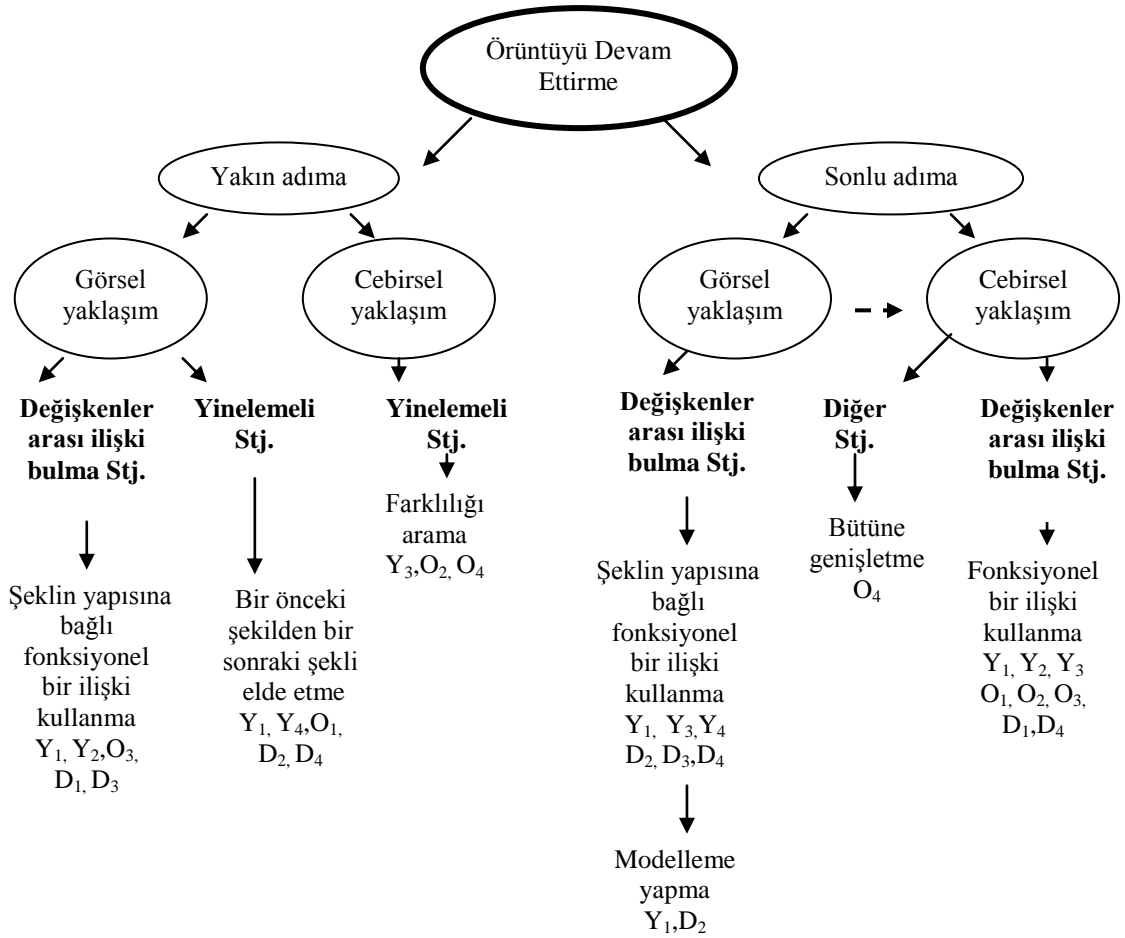 Örüntüyü Devam
Ettirme
Yakın adıma
Sonlu adıma
Görsel
yaklaşım
Cebirsel
yaklaşım
Görsel
yaklaşım
Cebirsel
yaklaşım
Değişkenler
arası ilişki
bulma Stj.
Yinelemeli
Stj.
Yinelemeli
Stj.
Değişkenler
arası ilişki
bulma Stj.
Diğer
Stj.
Değişkenler
arası ilişki
bulma Stj.
Şeklin yapısına
bağlı
fonksiyonel
bir ilişki
kullanma
Y₁, Y₂,O₃,
D₁, D₃
Bir önceki
şekilden bir
sonraki şekli
elde etme
Y₁, Y₄,O₁,
D₂, D₄
Farklılığı
arama
Y₃,O₂, O₄
Şeklin yapısına
bağlı
fonksiyonel
bir ilişki
kullanma
Y₁, Y₃,Y₄
D₂, D₃,D₄
Modelleme
yapma
Y₁,D₂
Bütüne
genişletme
O₄
Fonksiyonel
bir ilişki
kullanma
Y₁, Y₂, Y₃
O₁, O₂, O₃,
D₁,D₄